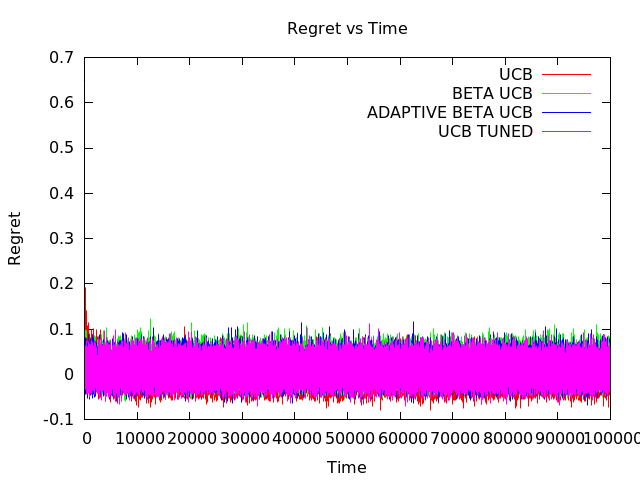 Regret vs Time
0.7
0.6
0.5
0.4
0.3
0.2
0.1
0
-0.1
Regret
UCB
BETA UCB
ADAPTIVE BETA UCB
UCB TUNED
0 10000 20000 30000 40000 50000 60000 70000 80000 90000 100000
Time